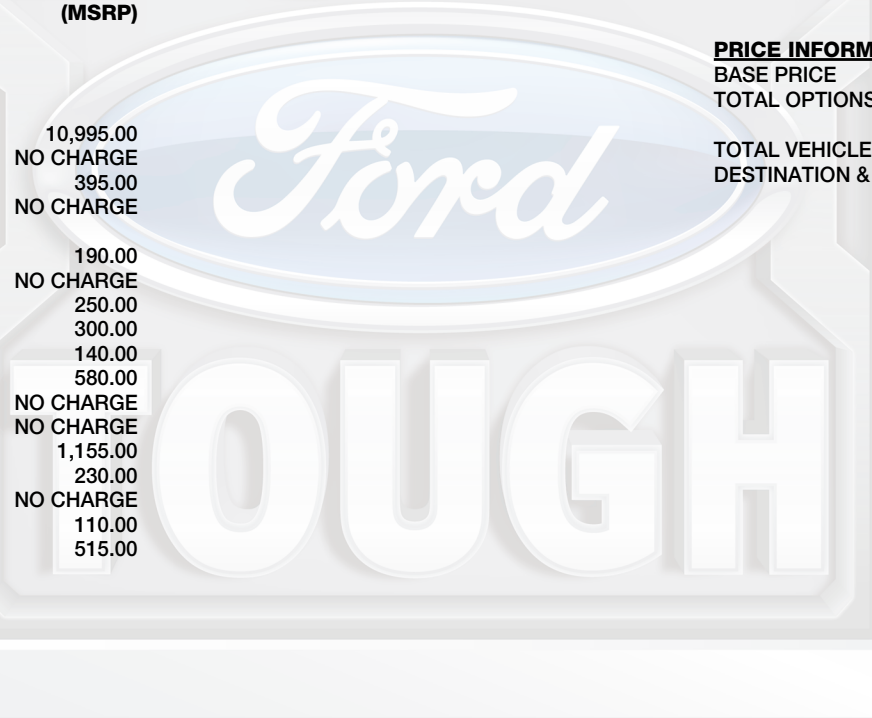 (MSRP)
10,995.00
NO CHARGE
395.00
NO CHARGE
190.00
NO CHARGE
250.00
300.00
140.00
580.00
NO CHARGE
NO CHARGE
1,155.00
230.00
NO CHARGE
110.00
515.00
PRICE INFORM
BASE PRICE
TOTAL OPTIONS
TOTAL VEHICLE
DESTINATION &
Ford
TOUGH